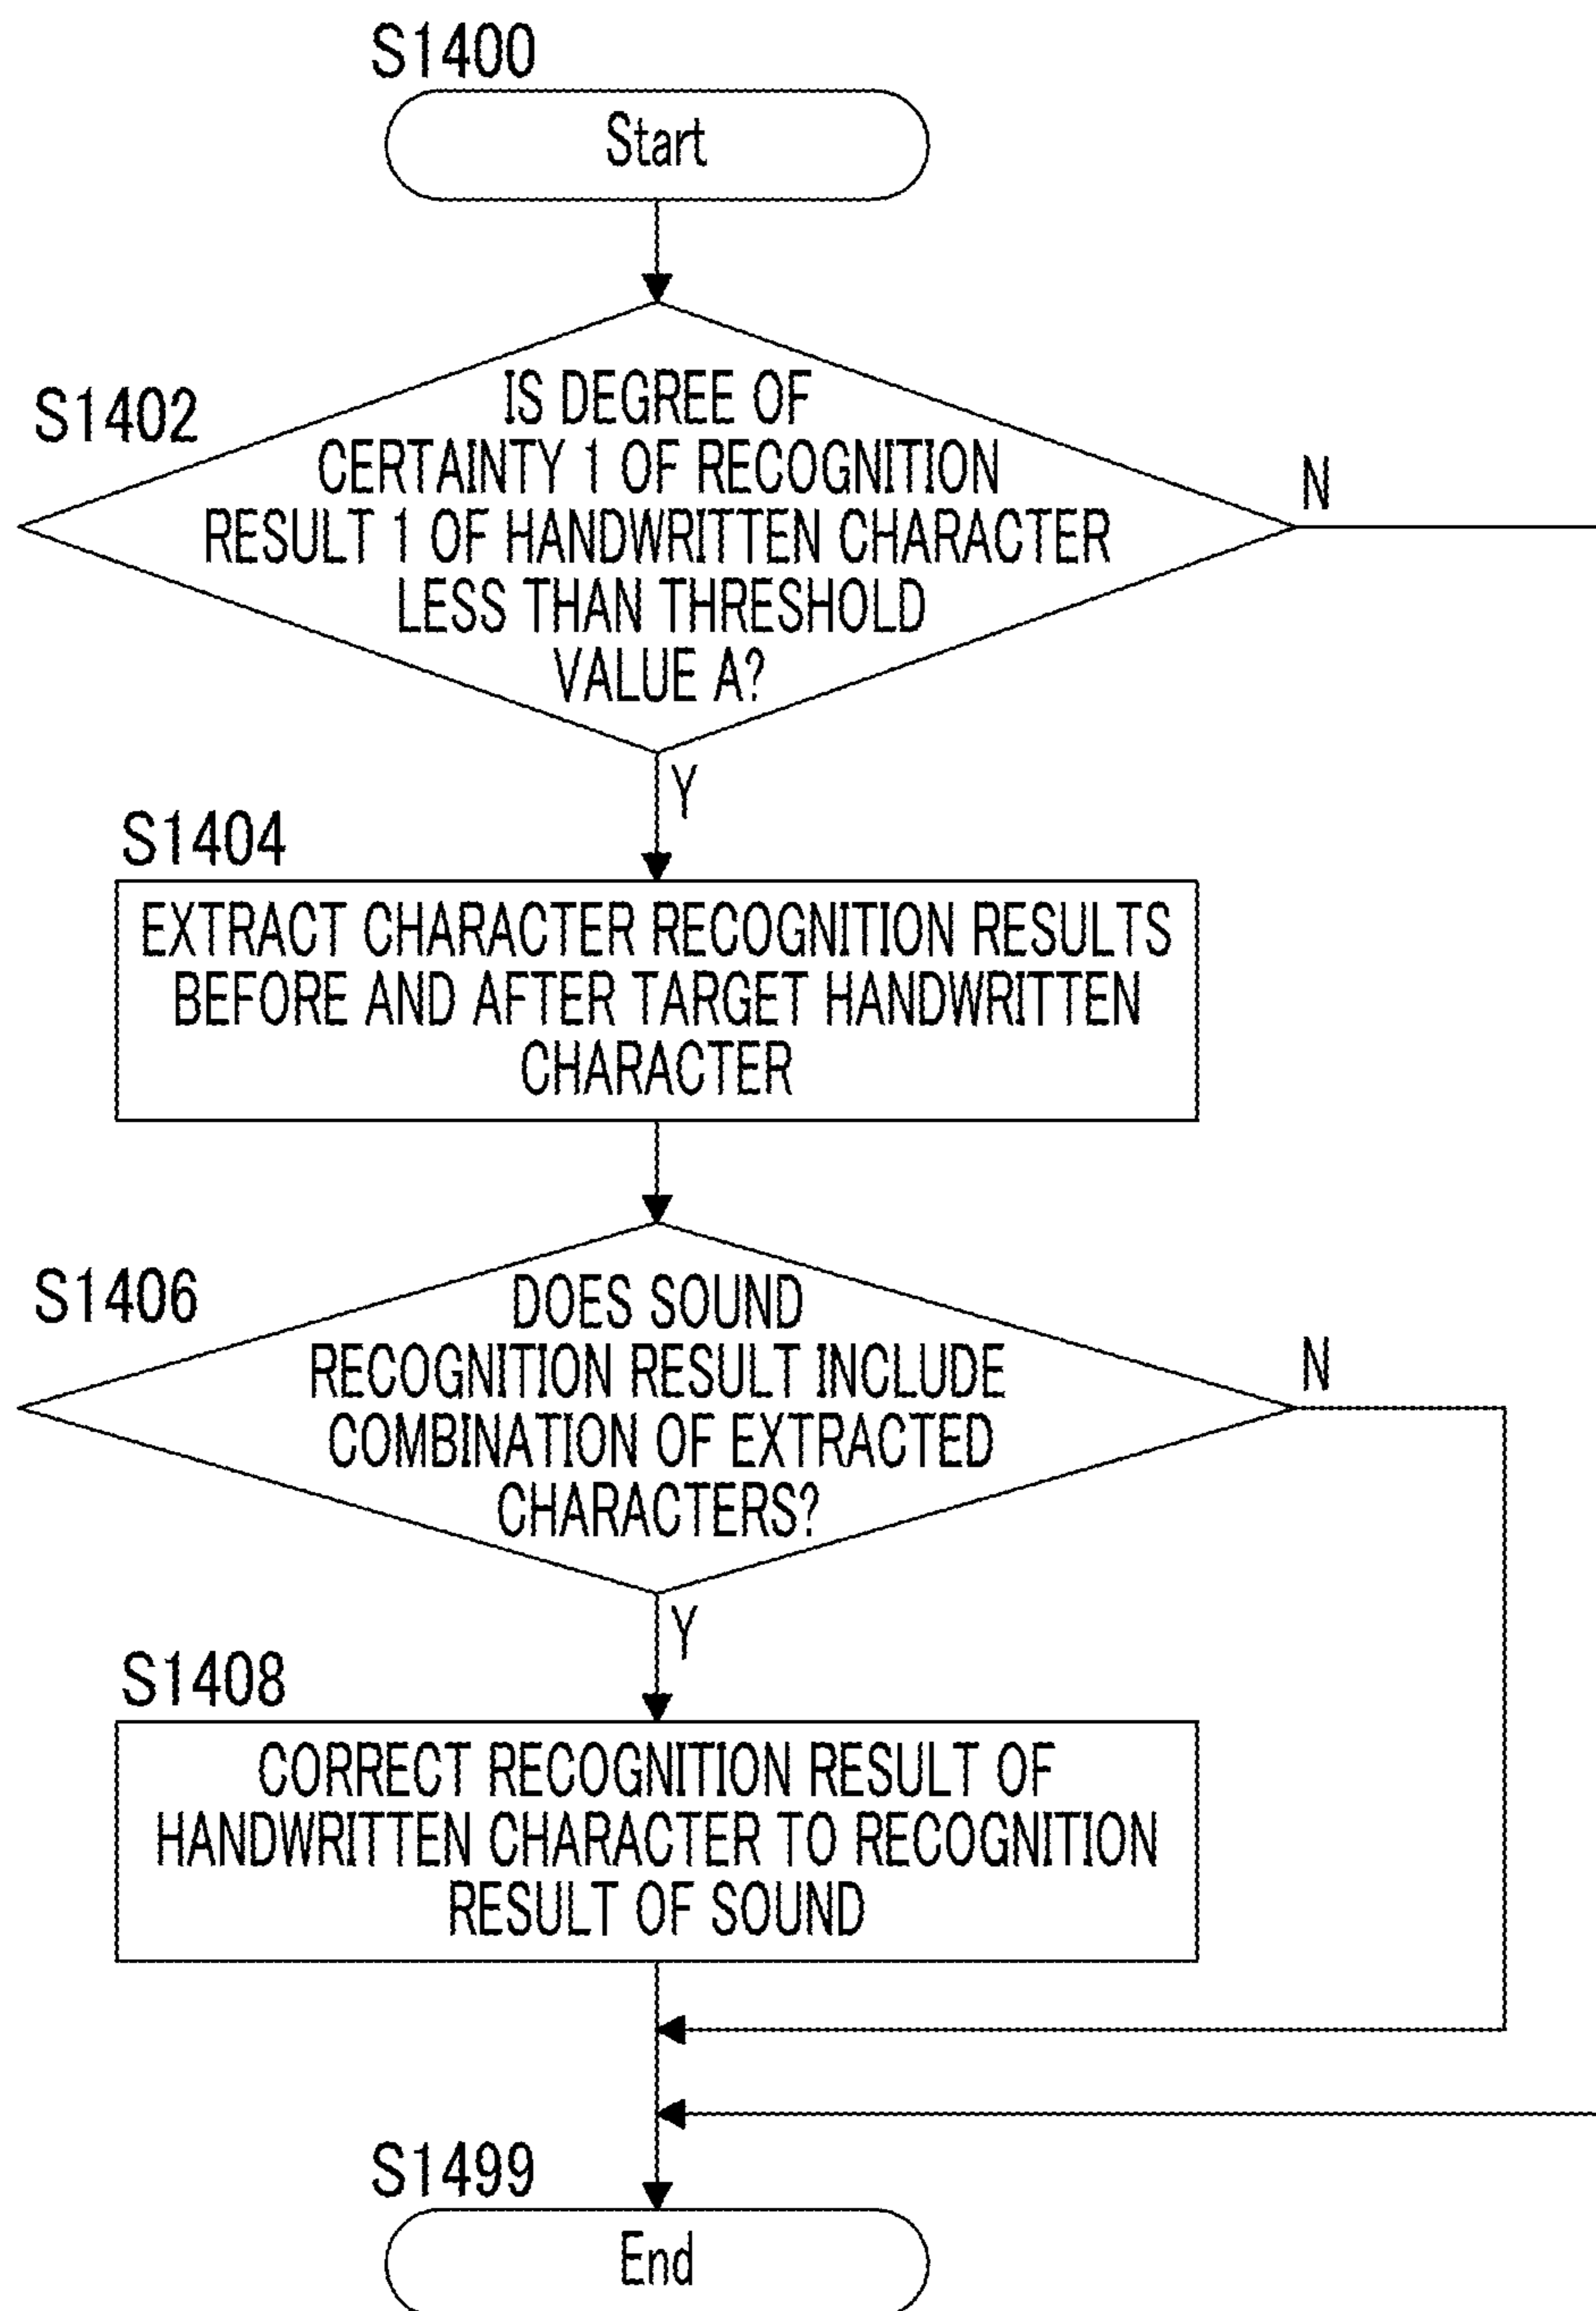 S1400
Start
S1402
IS DEGREE OF
CERTAINTY 1 OF RECOGNITION
RESULT 1 OF HANDWRITTEN CHARACTER
LESS THAN THRESHOLD
VALUE A?
N
Y
S1404
EXTRACT CHARACTER RECOGNITION RESULTS
BEFORE AND AFTER TARGET HANDWRITTEN
CHARACTER
S1406
DOES SOUND
RECOGNITION RESULT INCLUDE
COMBINATION OF EXTRACTED
CHARACTERS?
N
Y
S1408
CORRECT RECOGNITION RESULT OF
HANDWRITTEN CHARACTER TO RECOGNITION
RESULT OF SOUND
S1499
End